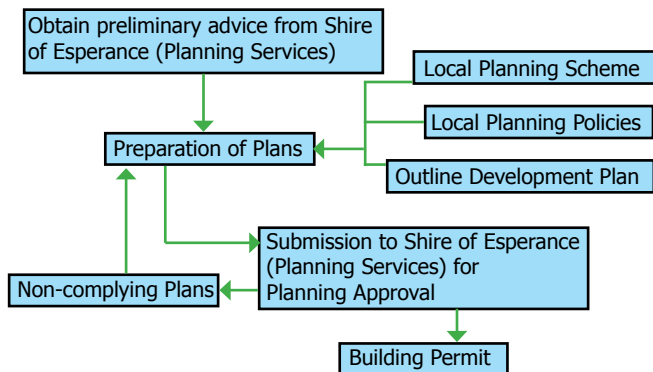 Obtain preliminary advice from Shire
of Esperance (Planning Services)
Local Planning Scheme
Local Planning Policies
Preparation of Plans
Outline Development Plan
Submission to Shire of Esperance
(Planning Services) for
Planning Approval
Non-complying Plans
Building Permit